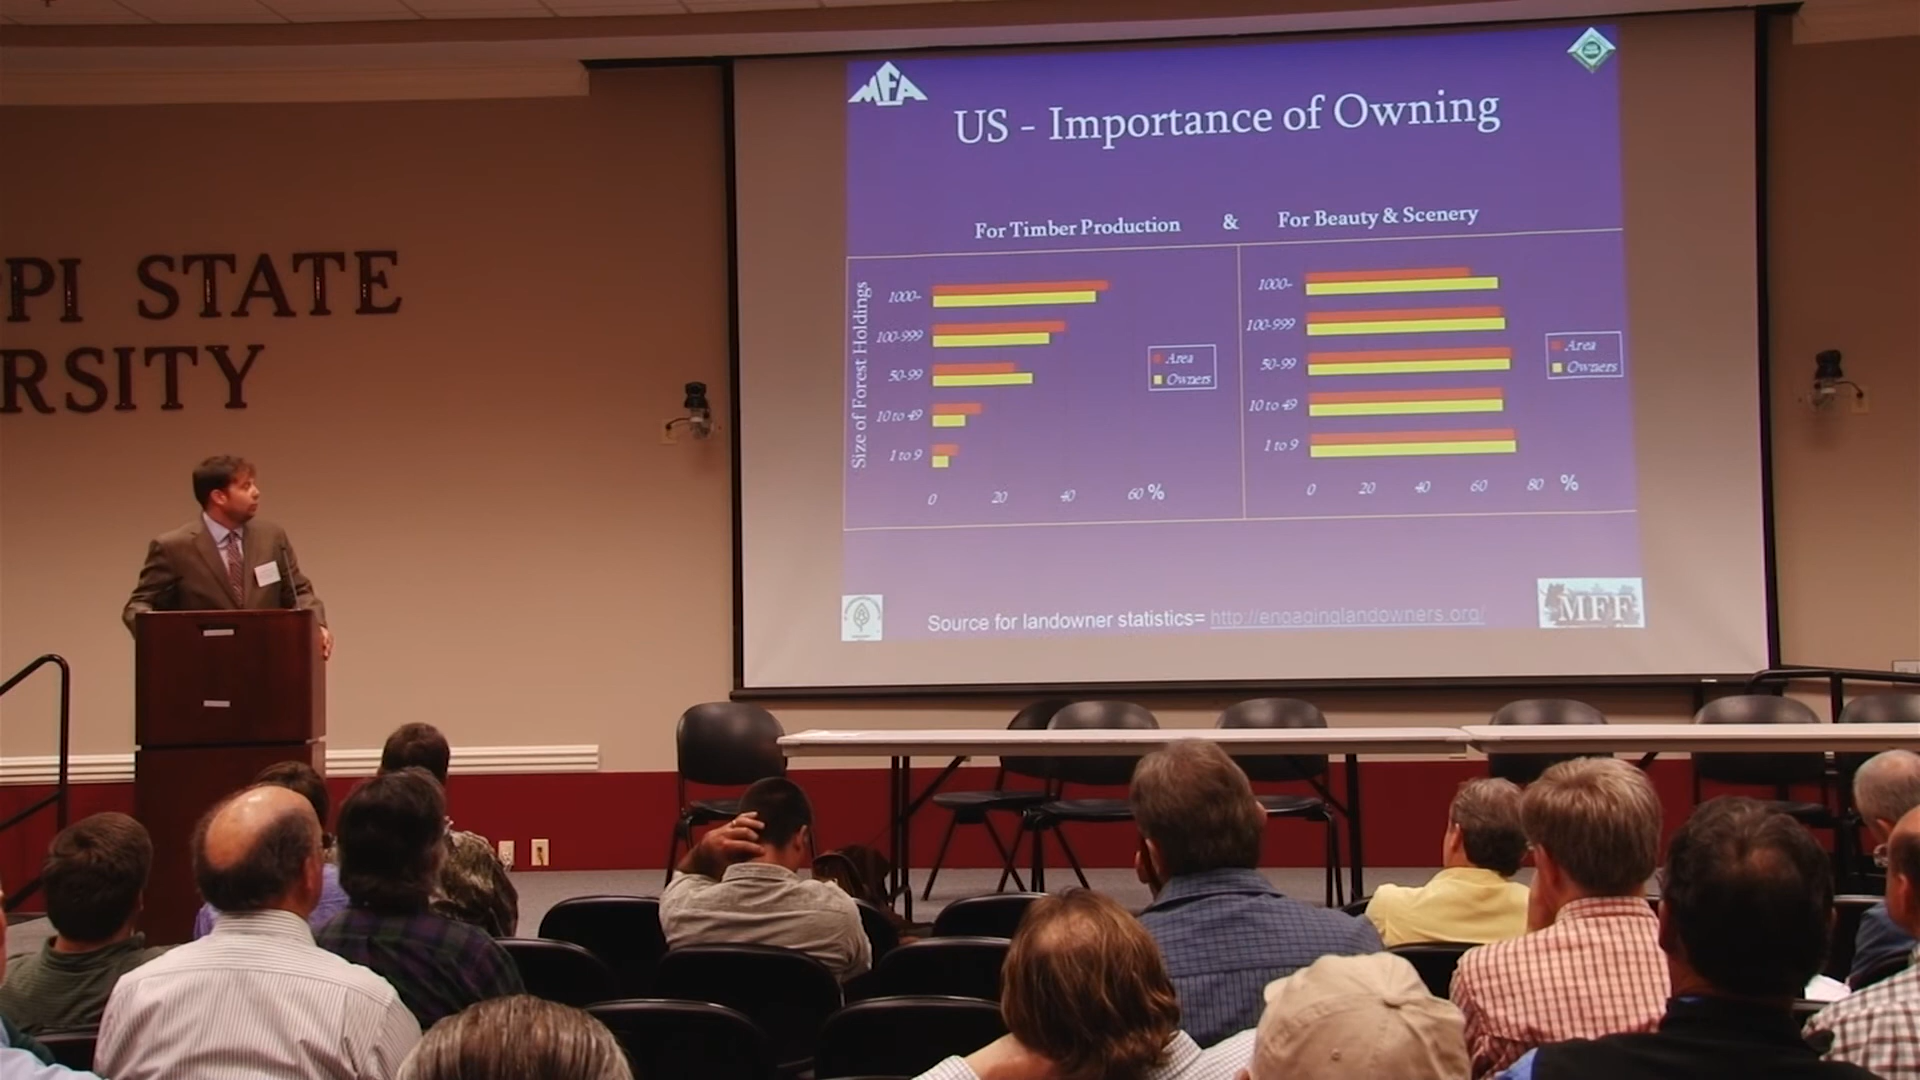 PPI STATE
RSITY
MFA
US - Importance of Owning
For Timber Production & For Beauty & Scenery
Size of Forest Holdings
1000-
100-999
50-99
10 to 49
1 to 9
0 20 40 60 %
Area
Owners
1000-
100-999
50-99
10 to 49
1 to 9
0 20 40 60 80 %
Area
Owners
Source for landowner statistics= http://engaginglandowners.org/
MFF